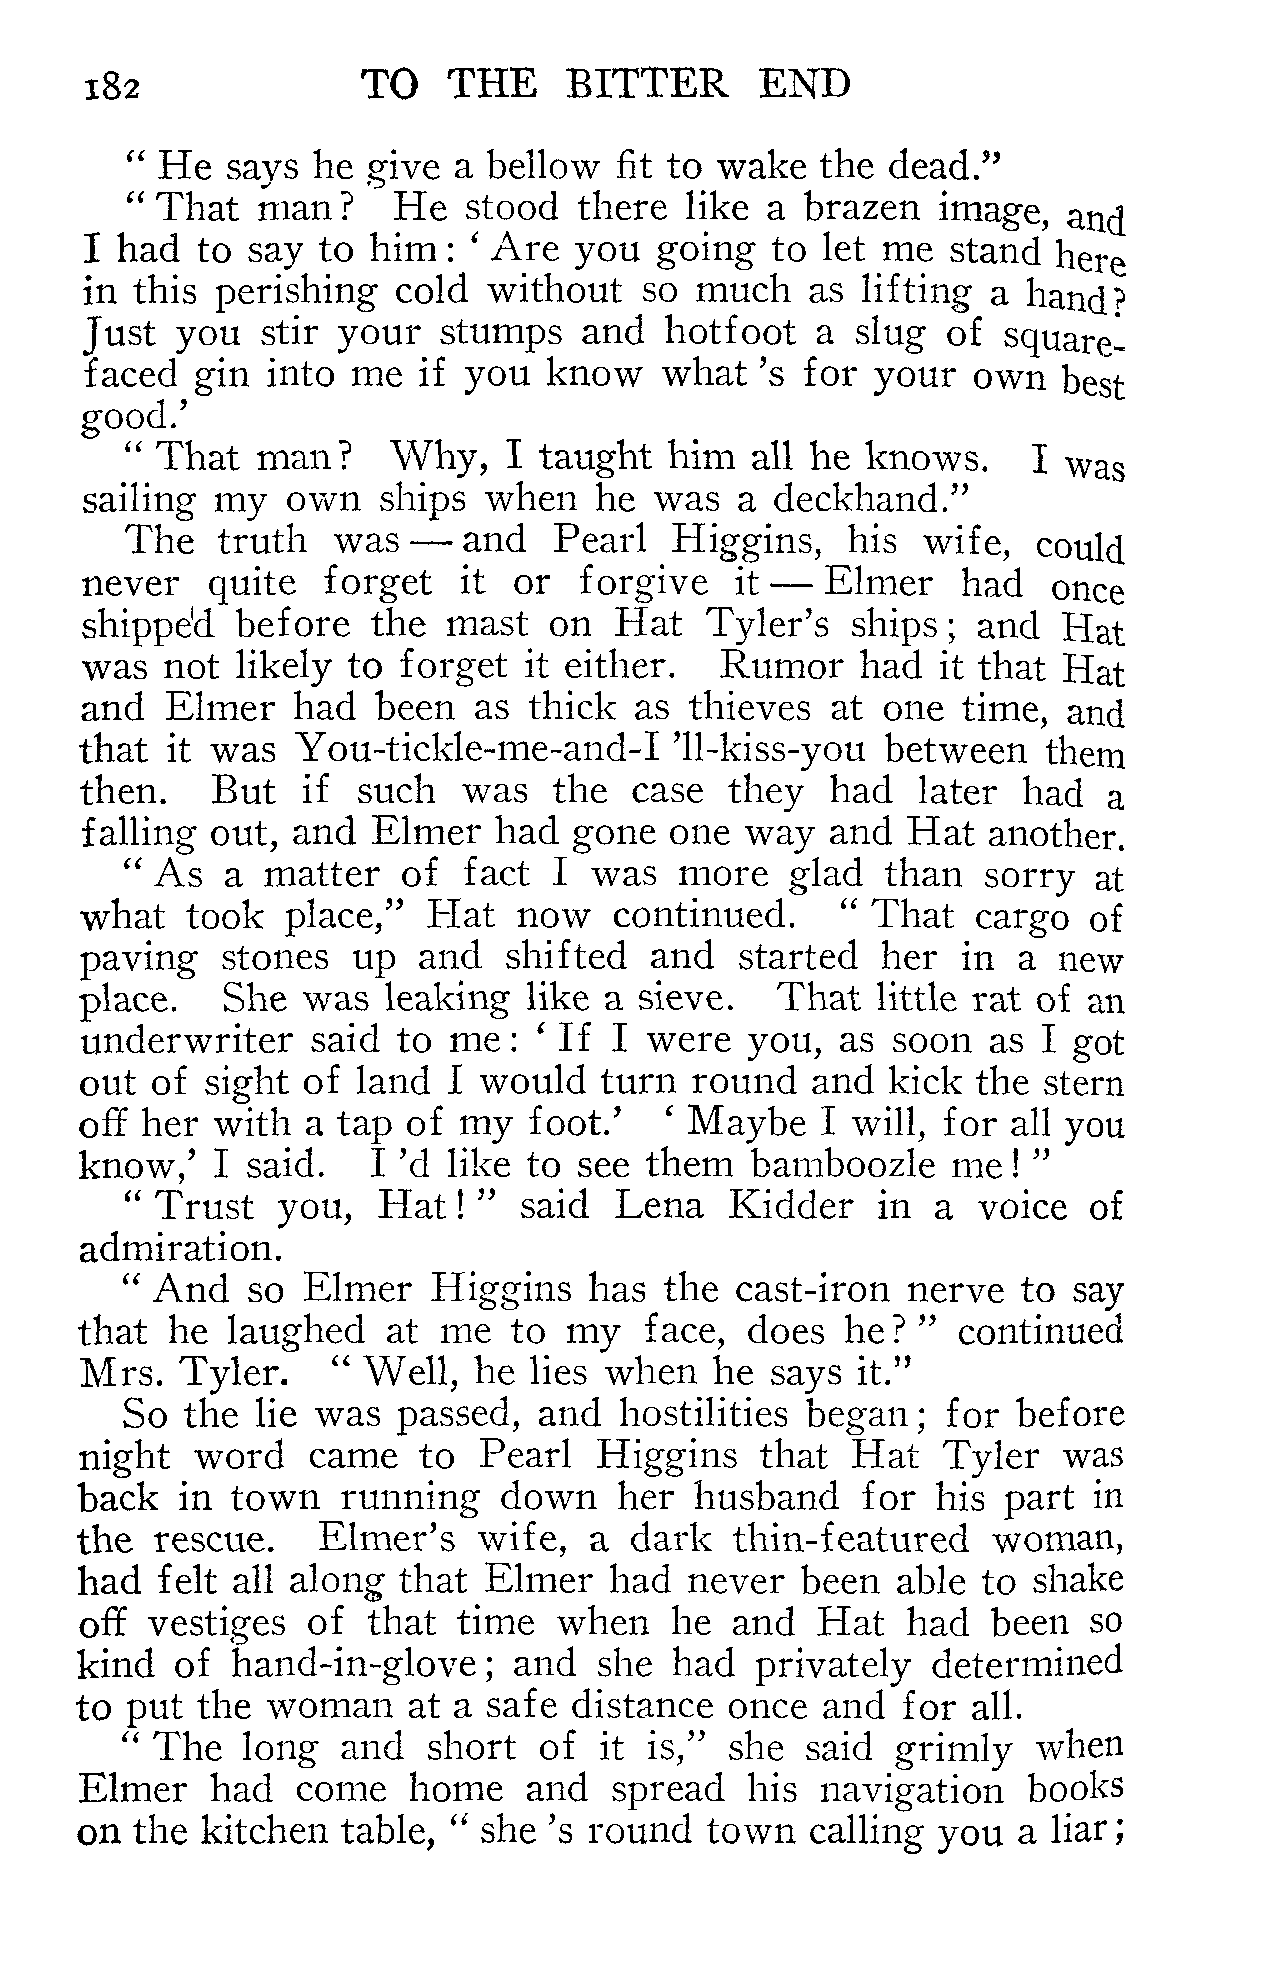 182 TO THE BITTER END
“ He says he give a bellow fit to wake the dead.”
“ That man? He stood there like a brazen image, and
I had to say to him: ‘ Are you going to let me stand here
in this perishing cold without so much as lifting a hand?
Just you stir your stumps and hotfoot a slug of square-
faced gin into me if you know what ’s for your own best
good.’
“ That man? Why, I taught him all he knows. I was
sailing my own ships when he was a deckhand.”
The truth was — and Pearl Higgins, his wife, could
never quite forget it or forgive it — Elmer had once
shipped before the mast on Hat Tyler’s ships; and Hat
was not likely to forget it either. Rumor had it that Hat
and Elmer had been as thick as thieves at one time, and
that it was You-tickle-me-and-I ’ll-kiss-you between them
then. But if such was the case they had later had a
falling out, and Elmer had gone one way and Hat another.
“ As a matter of fact I was more glad than sorry at
what took place,” Hat now continued. “ That cargo of
paving stones up and shifted and started her in a new
place. She was leaking like a sieve. That little rat of an
underwriter said to me: ‘ If I were you, as soon as I got
out of sight of land I would turn round and kick the stern
off her with a tap of my foot.’ ‘ Maybe I will, for all you
know,’ I said. I ’d like to see them bamboozle me! ”
“ Trust you, Hat! ” said Lena Kidder in a voice of
admiration.
“ And so Elmer Higgins has the cast-iron nerve to say
that he laughed at me to my face, does he? ” continued
Mrs. Tyler. “ Well, he lies when he says it.”
So the lie was passed, and hostilities began; for before
night word came to Pearl Higgins that Hat Tyler was
back in town running down her husband for his part in
the rescue. Elmer’s wife, a dark thin-featured woman,
had felt all along that Elmer had never been able to shake
off vestiges of that time when he and Hat had been so
kind of hand-in-glove; and she had privately determined
to put the woman at a safe distance once and for all.
“ The long and short of it is,” she said grimly when
Elmer had come home and spread his navigation books
on the kitchen table, “ she ’s round town calling you a liar;